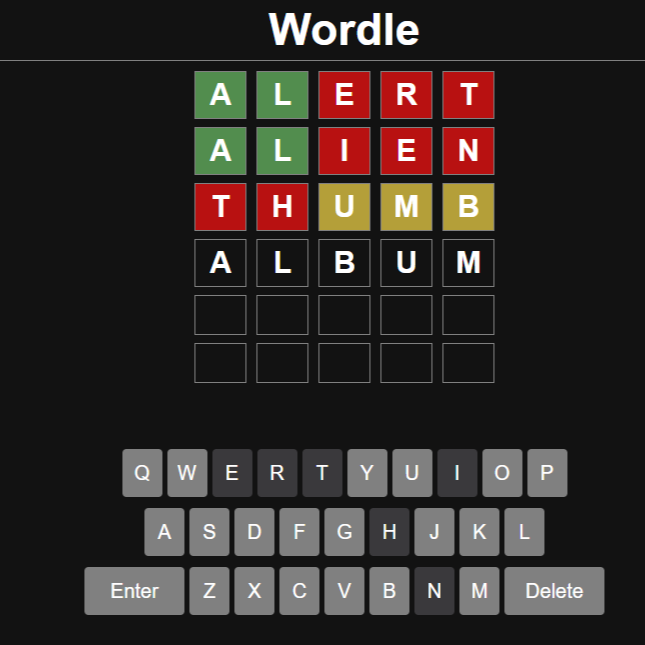 Wordle
A L E R T
A L I E N
T H U M B
A L B U M
Q W E R T Y U I O P
A S D F G H J K L
Enter Z X C V B N M Delete